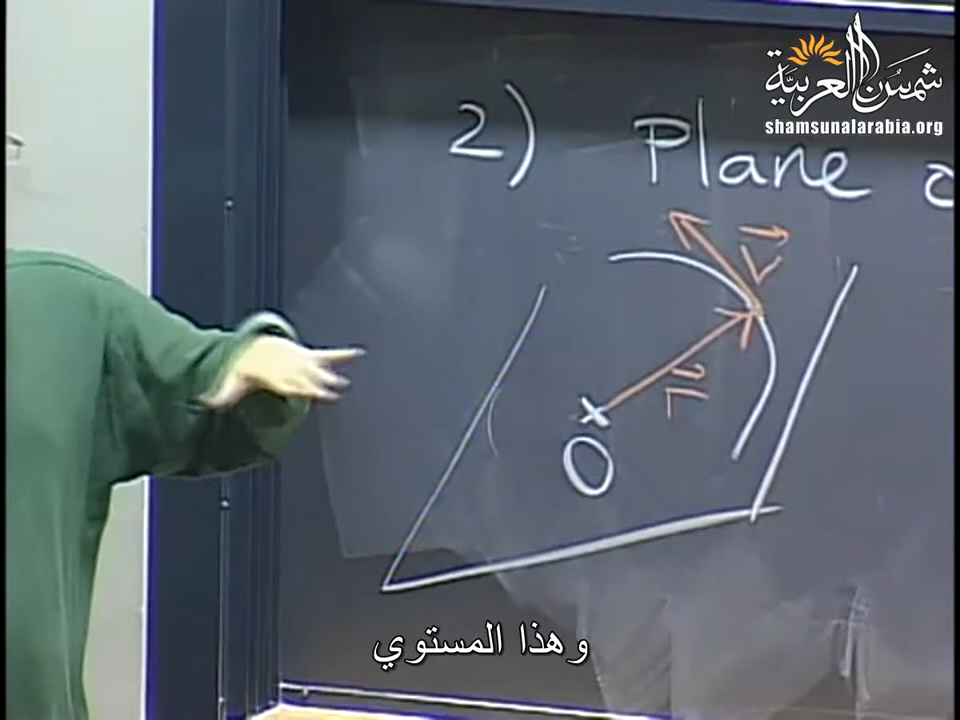 شمس العربية
shamsunalarabia.org
2) Plane
v
r
O
وهذا المستوي